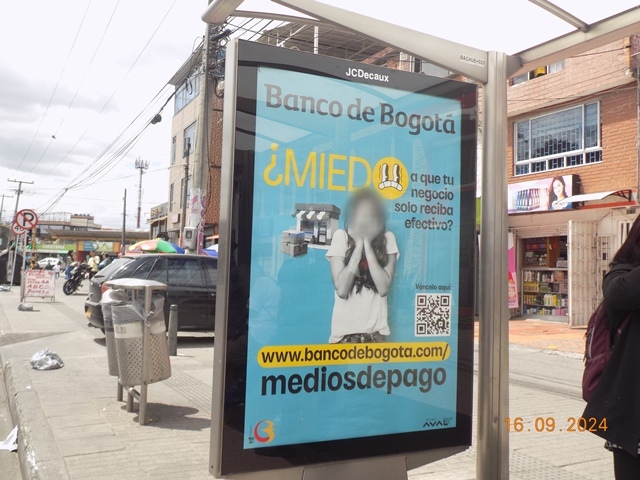 JCDecaux
Banco de Bogotá
¿MIEDO
a que tu
negocio
solo reciba
efectivo?
Véncelo aquí:
www.bancodebogota.com/
mediosdepago
AVAL
16.09.2024